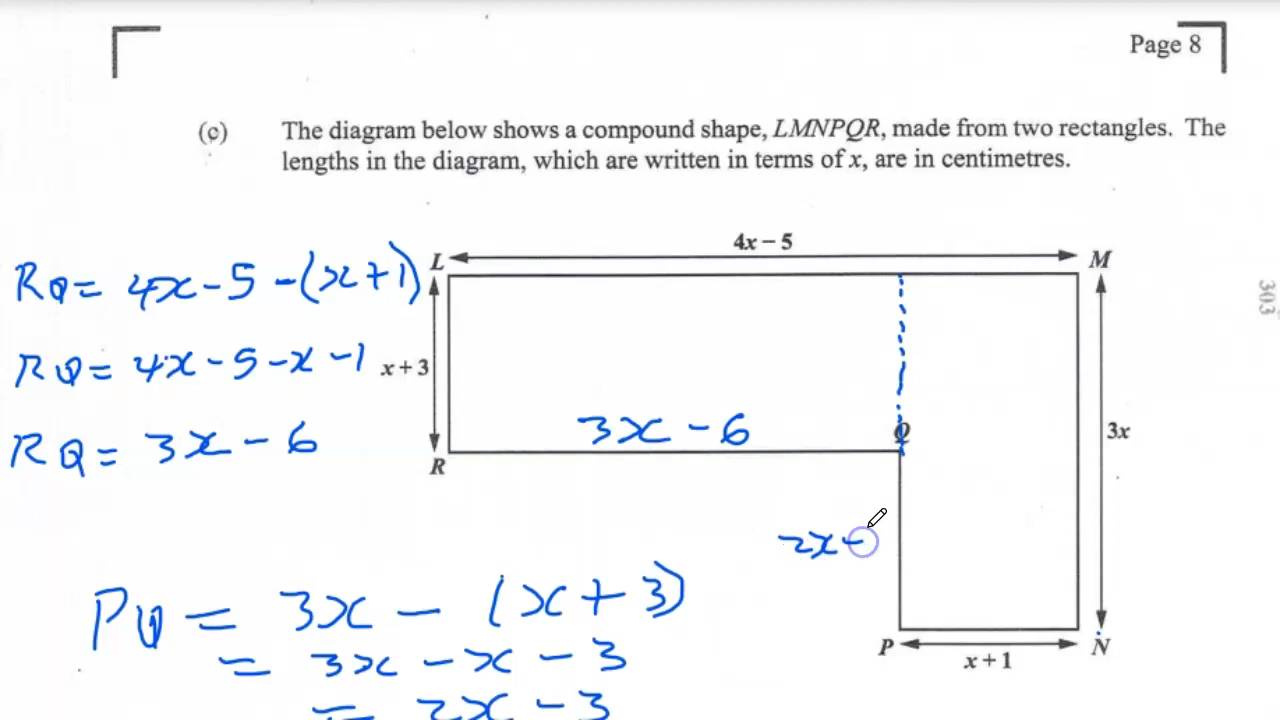 Page 8
(c) The diagram below shows a compound shape, LMNPQR, made from two rectangles. The
lengths in the diagram, which are written in terms of x, are in centimetres.
4x – 5
L
M
RQ = 4x - 5 - (x + 1)
303
RQ = 4x - 5 - x - 1
x + 3
RQ = 3x - 6
3x - 6
Q
3x
R
2x -
PQ = 3x - (x + 3)
= 3x - x - 3
= 2x - 3
P
N
x + 1